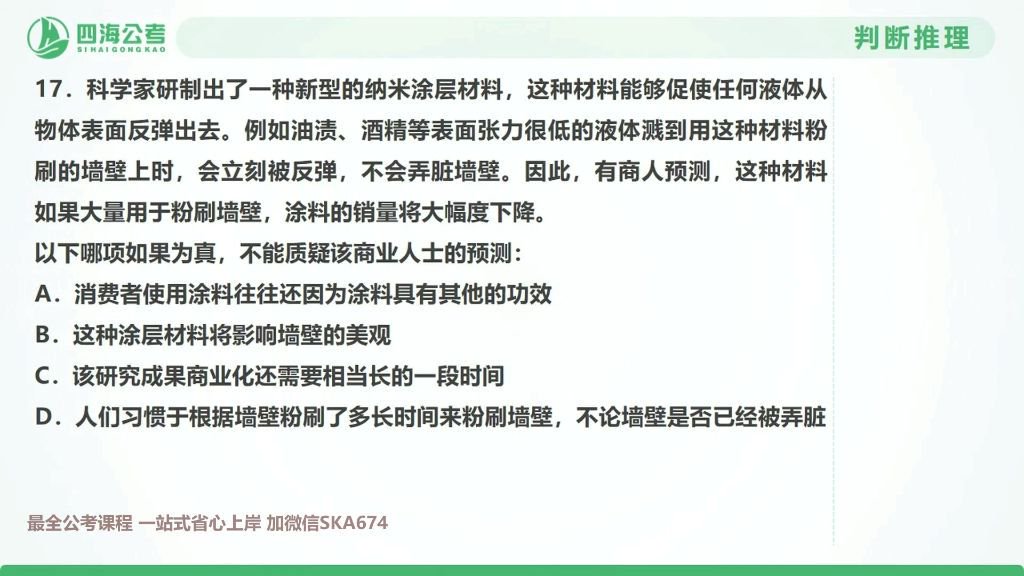 四海公考
SIHAIGONGKAO
判断推理
17．科学家研制出了一种新型的纳米涂层材料，这种材料能够促使任何液体从
物体表面反弹出去。例如油渍、酒精等表面张力很低的液体溅到用这种材料粉
刷的墙壁上时，会立刻被反弹，不会弄脏墙壁。因此，有商人预测，这种材料
如果大量用于粉刷墙壁，涂料的销量将大幅度下降。
以下哪项如果为真，不能质疑该商业人士的预测：
A．消费者使用涂料往往还因为涂料具有其他的功效
B．这种涂层材料将影响墙壁的美观
C．该研究成果商业化还需要相当长的一段时间
D．人们习惯于根据墙壁粉刷了多长时间来粉刷墙壁，不论墙壁是否已经被弄脏
最全公考课程 一站式省心上岸 加微信SKA674